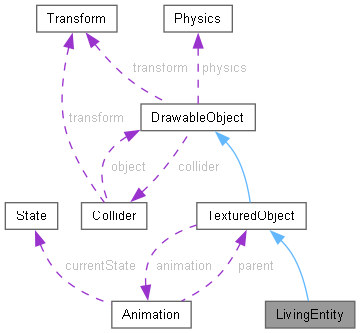 Transform
Physics
transform
physics
DrawableObject
transform
object
collider
State
Collider
TexturedObject
currentState
animation
parent
Animation
LivingEntity